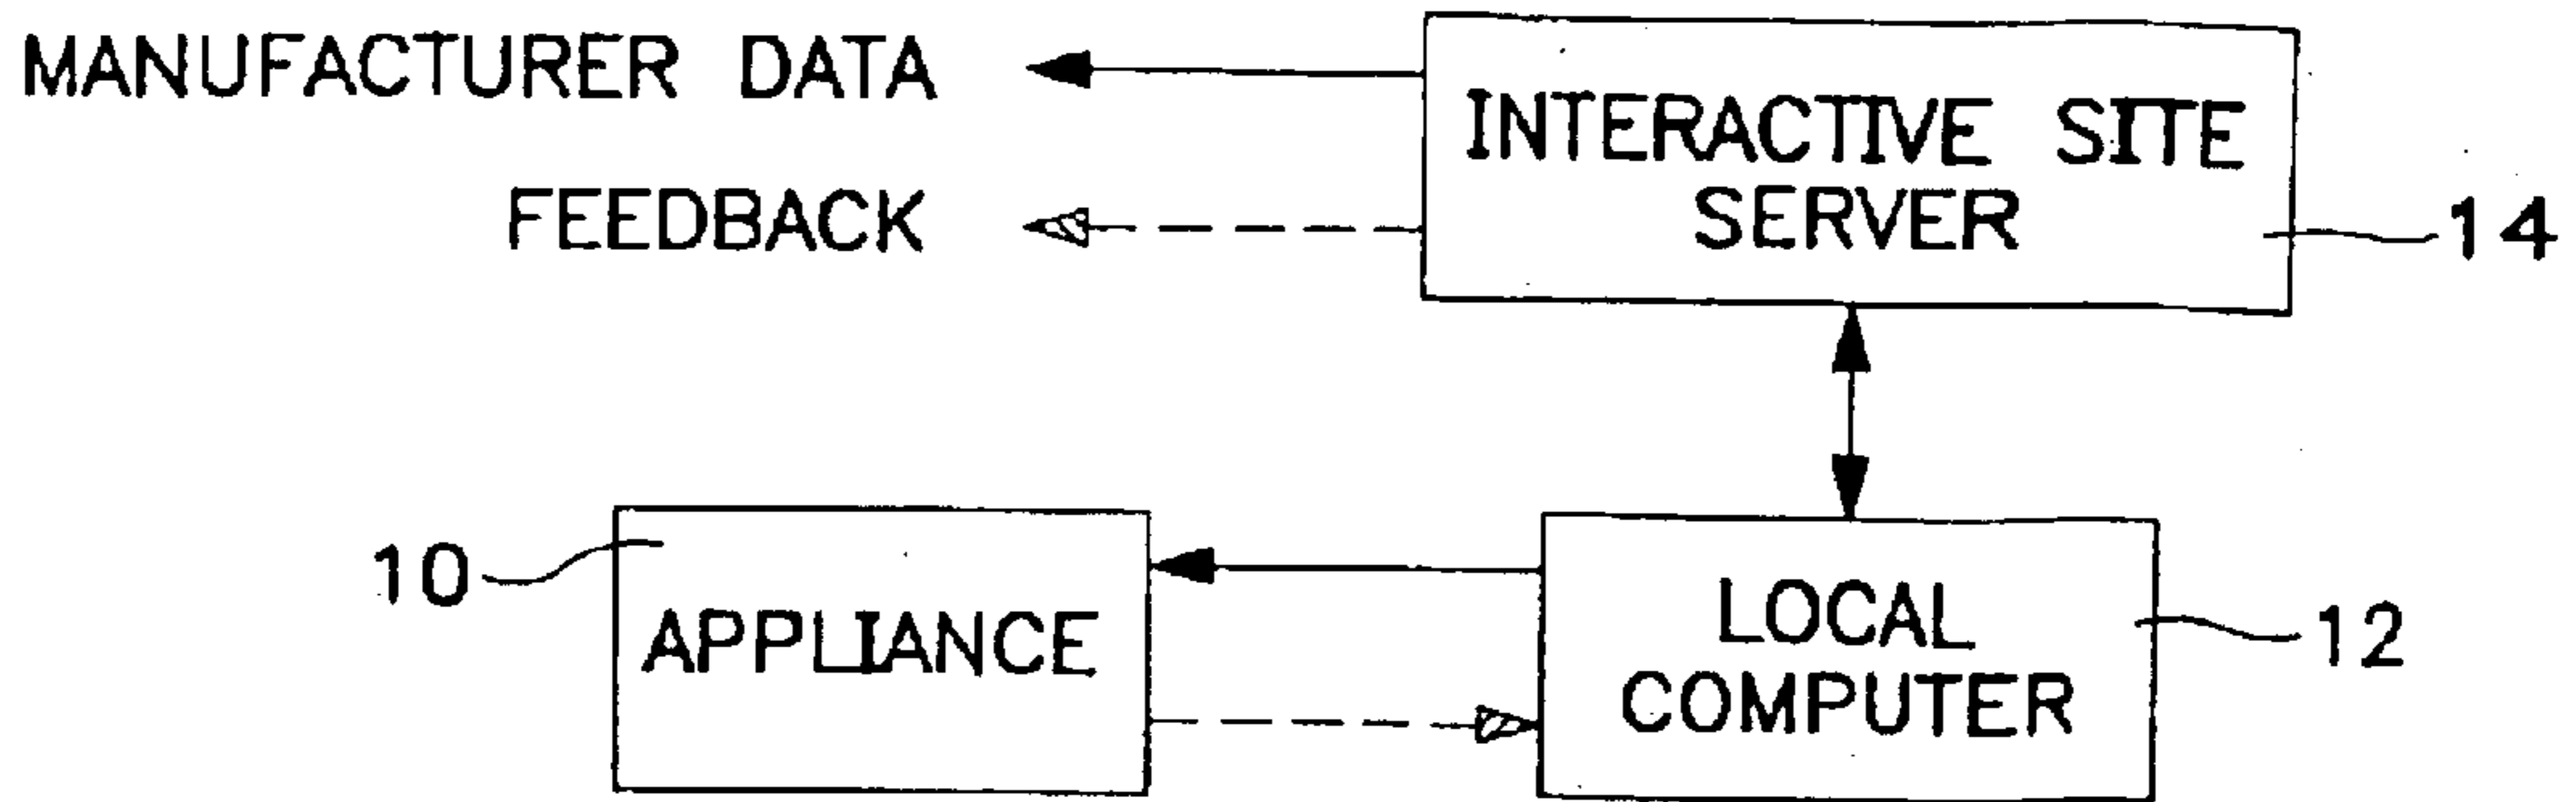 MANUFACTURER DATA
INTERACTIVE SITE
SERVER
FEEDBACK
14
10
APPLIANCE
LOCAL
COMPUTER
12